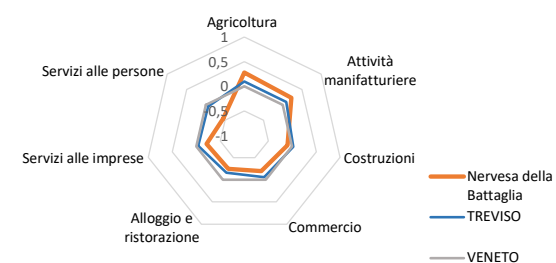 Agricoltura
1
0,5
0
-0,5
-1
Attività
manifatturiere
Costruzioni
Commercio
Alloggio e
ristorazione
Servizi alle imprese
Servizi alle persone
Nervesa della
Battaglia
TREVISO
VENETO